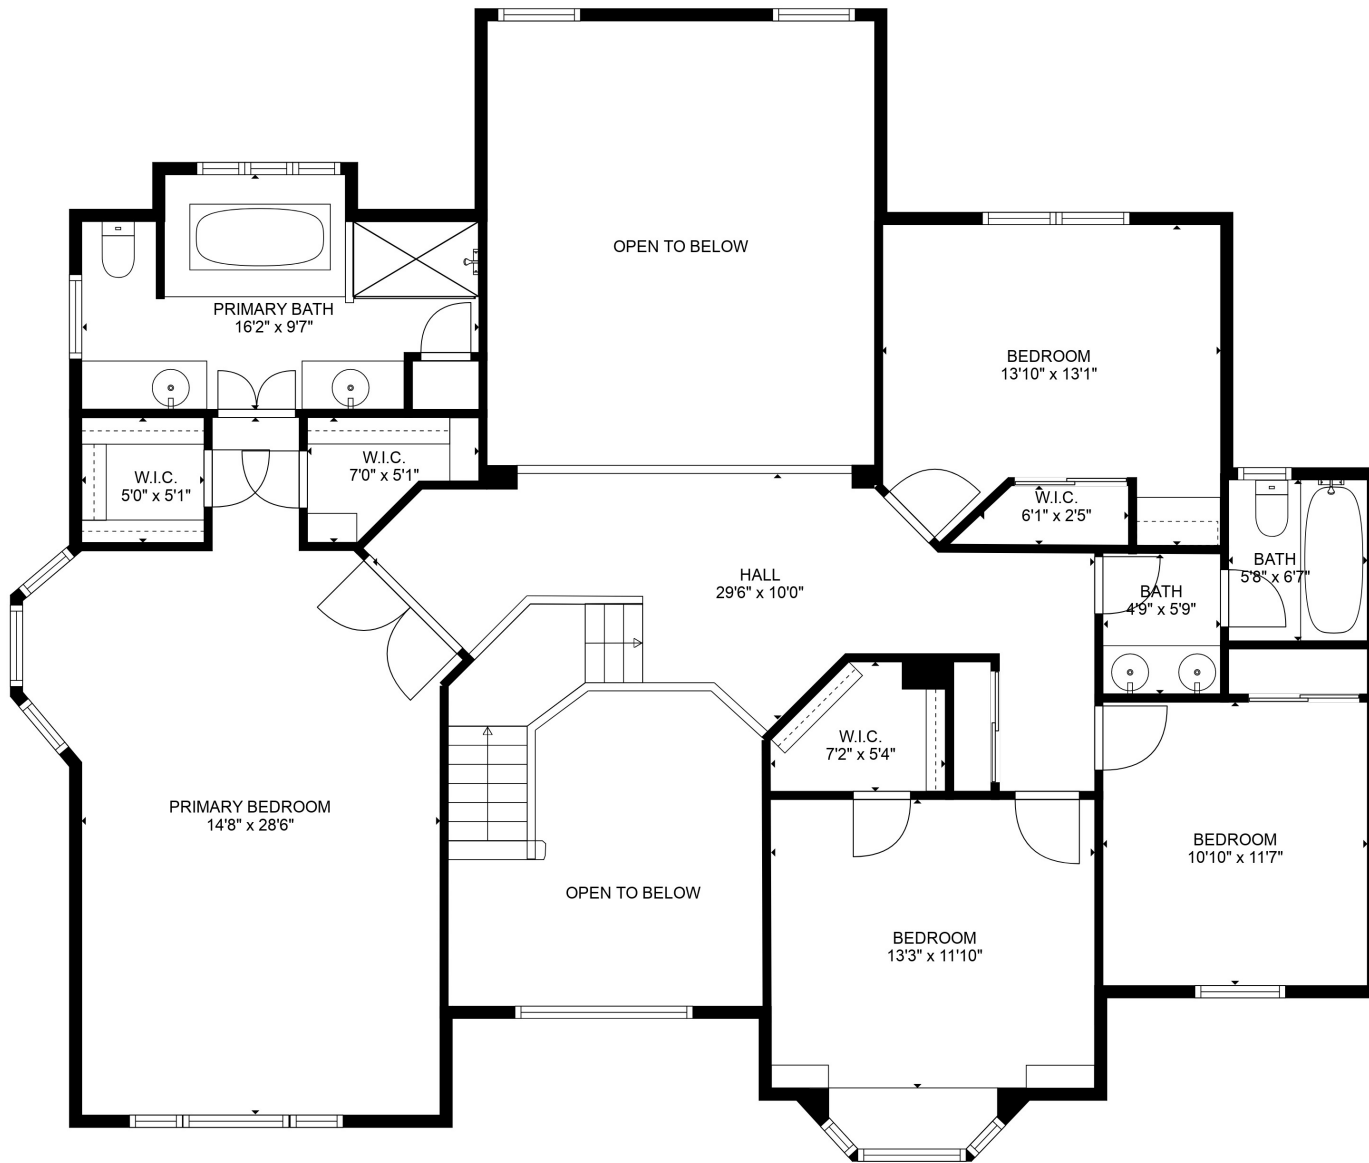 OPEN TO BELOW
PRIMARY BATH
16'2" x 9'7"
BEDROOM
13'10" x 13'1"
W.I.C.
5'0" x 5'1"
W.I.C.
7'0" x 5'1"
W.I.C.
6'1" x 2'5"
HALL
29'6" x 10'0"
BATH
5'8" x 6'7"
BATH
4'9" x 5'9"
W.I.C.
7'2" x 5'4"
PRIMARY BEDROOM
14'8" x 28'6"
BEDROOM
10'10" x 11'7"
OPEN TO BELOW
BEDROOM
13'3" x 11'10"